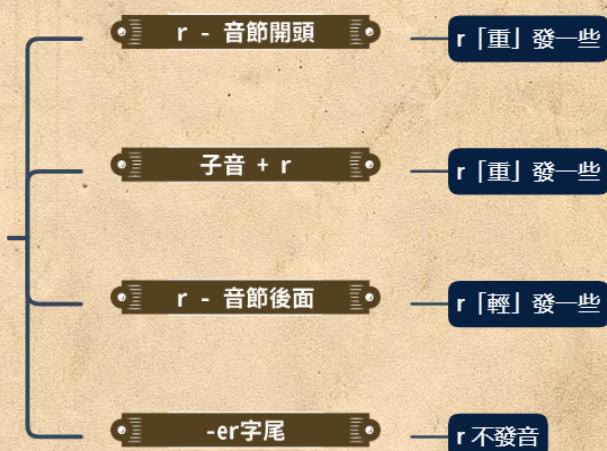 r - 音節開頭
r「重」發一些
子音 + r
r「重」發一些
r - 音節後面
r「輕」發一些
-er字尾
r 不發音